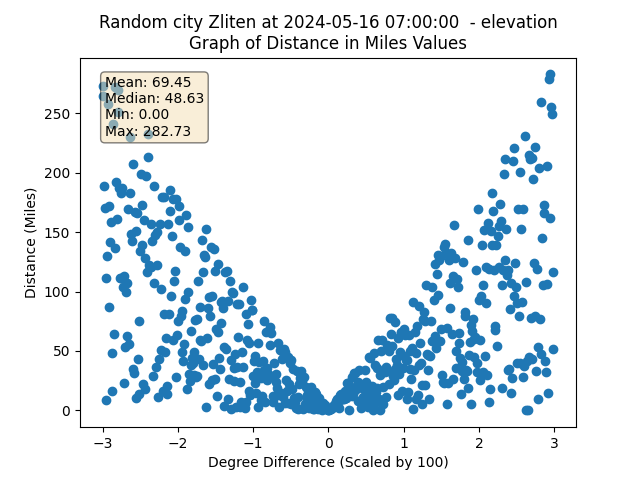 Random city Zliten at 2024-05-16 07:00:00  - elevation
Graph of Distance in Miles Values
Mean: 69.45
Median: 48.63
Min: 0.00
Max: 282.73
Distance (Miles)
250
200
150
100
50
0
−3
−2
−1
0
1
2
3
Degree Difference (Scaled by 100)